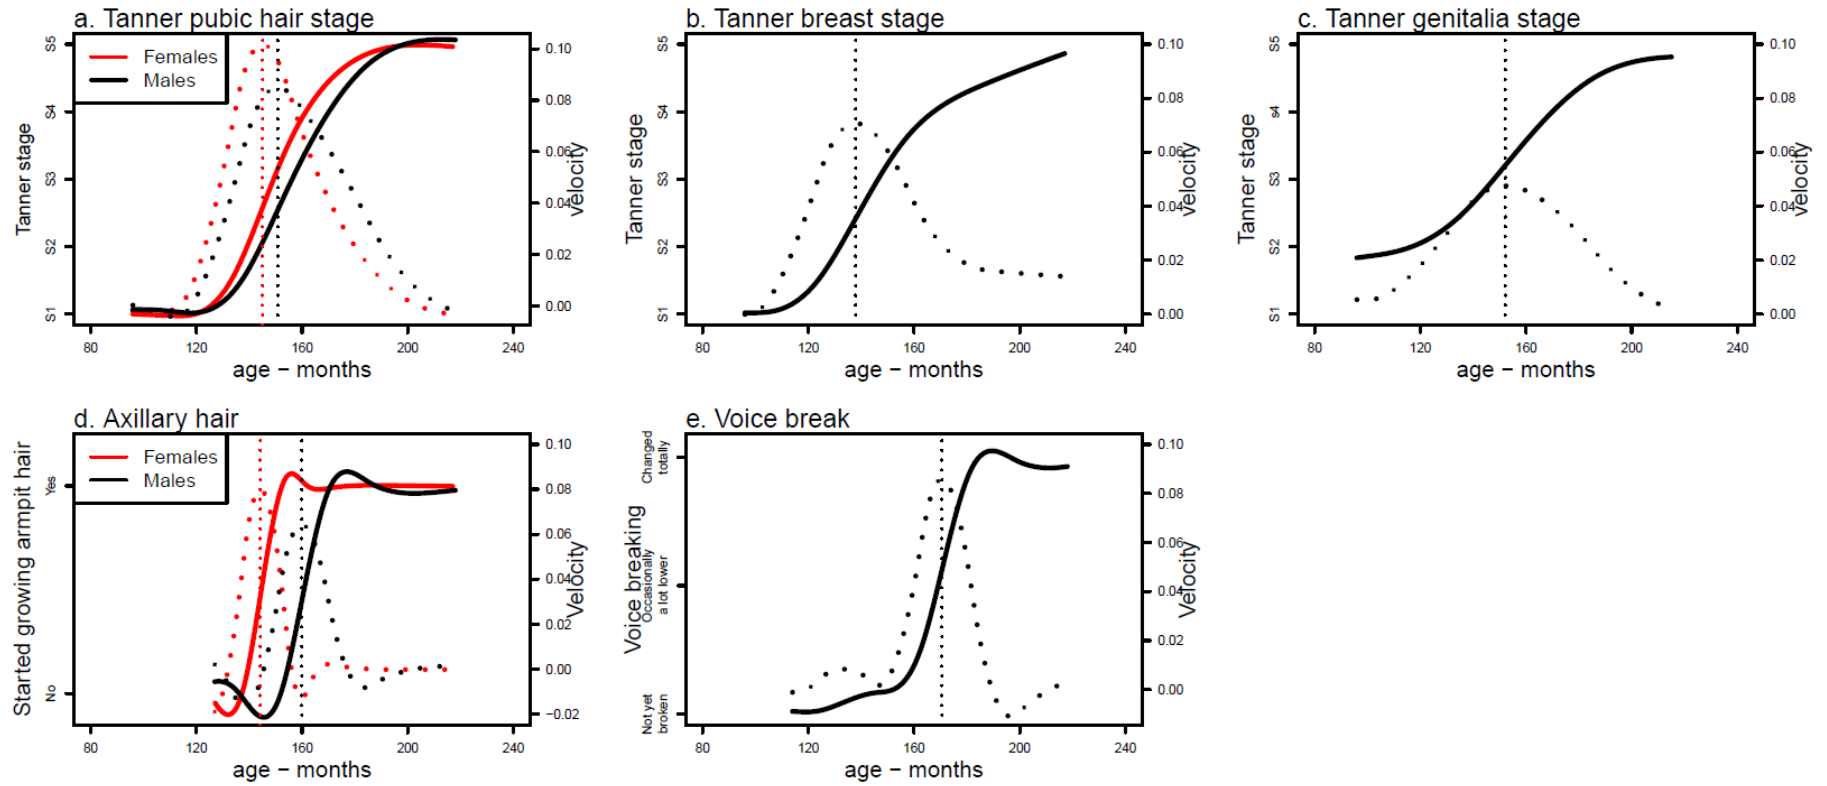 a. Tanner pubic hair stage
Females
Males
Tanner stage
S1 S2 S3 S4 S5
Velocity
0.00 0.02 0.04 0.06 0.08 0.10
80 120 160 200 240
age − months
b. Tanner breast stage
Tanner stage
S1 S2 S3 S4 S5
Velocity
0.00 0.02 0.04 0.06 0.08 0.10
80 120 160 200 240
age − months
c. Tanner genitalia stage
Tanner stage
S1 S2 S3 S4 S5
Velocity
0.00 0.02 0.04 0.06 0.08 0.10
80 120 160 200 240
age − months
d. Axillary hair
Females
Males
Started growing armpit hair
No Yes
Velocity
−0.02 0.00 0.02 0.04 0.06 0.08 0.10
80 120 160 200 240
age − months
e. Voice break
Voice breaking
Not yet
broken
Occasionally
a lot lower
Changed
totally
Velocity
0.00 0.02 0.04 0.06 0.08 0.10
80 120 160 200 240
age − months